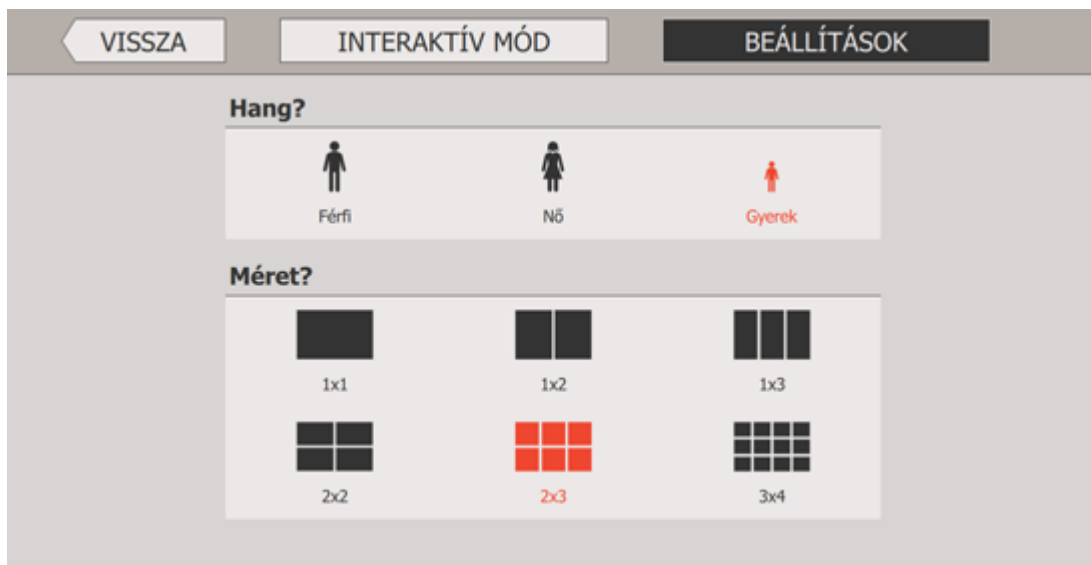 VISSZA
INTERAKTÍV MÓD
BEÁLLÍTÁSOK
Hang?
Férfi
Nő
Gyerek
Méret?
1x1
1x2
1x3
2x2
2x3
3x4